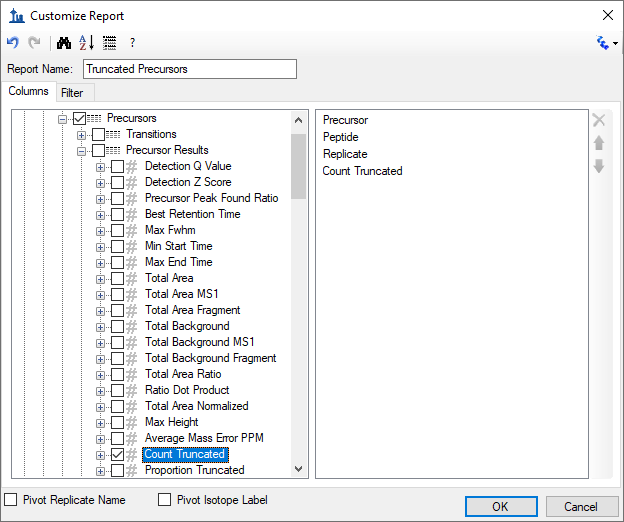 Customize Report
A Z
?
Report Name: Truncated Precursors
Columns Filter
Precursors
Transitions
Precursor Results
Detection Q Value
Detection Z Score
Precursor Peak Found Ratio
Best Retention Time
Max Fwhm
Min Start Time
Max End Time
Total Area
Total Area MS1
Total Area Fragment
Total Background
Total Background MS1
Total Background Fragment
Total Area Ratio
Ratio Dot Product
Total Area Normalized
Max Height
Average Mass Error PPM
Count Truncated
Proportion Truncated
Precursor
Peptide
Replicate
Count Truncated
Pivot Replicate Name Pivot Isotope Label
OK Cancel